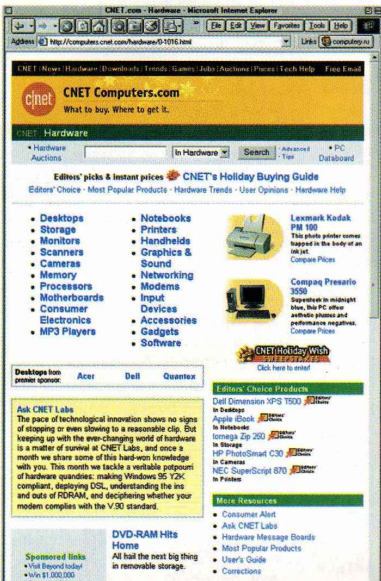 CNET.com - Hardware - Microsoft Internet Explorer
File Edit View Favorites Tools Help
Address http://computers.cnet.com/hardware/0-1016.html Links computery-ru
CNET News Hardware Downloads Trends Games Jobs Auctions Prices Tech Help Free Email
c|net CNET Computers.com
What to buy. Where to get it.
CNET Hardware
• Hardware Auctions
In Hardware
Search
• Advanced
• Tips
• PC Databoard
Editors' picks & instant prices CNET's Holiday Buying Guide
Editors' Choice - Most Popular Products - Hardware Trends - User Opinions - Hardware Help
• Desktops
• Storage
• Monitors
• Scanners
• Cameras
• Memory
• Processors
• Motherboards
• Consumer
Electronics
• MP3 Players
• Notebooks
• Printers
• Handhelds
• Graphics &
Sound
• Networking
• Modems
• Input
Devices
• Accessories
• Gadgets
• Software
Lexmark Kodak
PM 100
This photo printer comes
trapped in the body of an
inkjet.
Compare Prices
Compaq Presario
3550
Supersleek in midnight
blue, this PC offers
aesthetic plusses and
performance negatives.
Compare Prices
CNET Holiday Wish
SWEEPSTAKES
Click here to enter!
Desktops from
premier sponsor:
Acer Dell Quantex
Ask CNET Labs
The pace of technological innovation shows no signs
of stopping or even slowing to a reasonable clip. But
keeping up with the ever-changing world of hardware
is a matter of survival at CNET Labs, and once a
month we share some of this hard-won knowledge
with you. This month we tackle a veritable potpourri
of hardware quandries: making Windows 95 Y2K
compliant, deploying DSL, understanding the ins
and outs of RDRAM, and deciphering whether your
modem complies with the V.90 standard.
Editors' Choice Products
Dell Dimension XPS T500
In Desktops
Apple iBook
In Notebooks
Iomega Zip 250
In Storage
HP PhotoSmart C30
In Cameras
NEC SuperScript 870
In Printers
More Resources
• Consumer Alert
• Ask CNET Labs
• Hardware Message Boards
• Most Popular Products
• User's Guide
• Corrections
Sponsored links
• Visit Beyond today!
• Win $1,000,000
DVD-RAM Hits
Home
All hail the next big thing
in removable storage.